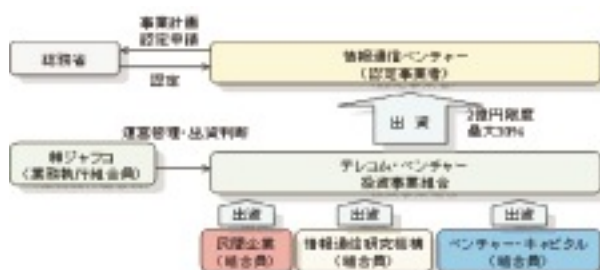 事業計画
認定申請
総務省
認定
情報通信ベンチャー
(認定事業者)
出資
2億円限度
最大30%
運営管理・出資判断
㈱ジャフコ
(業務執行組合員)
テレコム・ベンチャー
投資事業組合
出資
出資
出資
民間企業
(組合員)
情報通信研究機構
(組合員)
ベンチャー・キャピタル
(組合員)